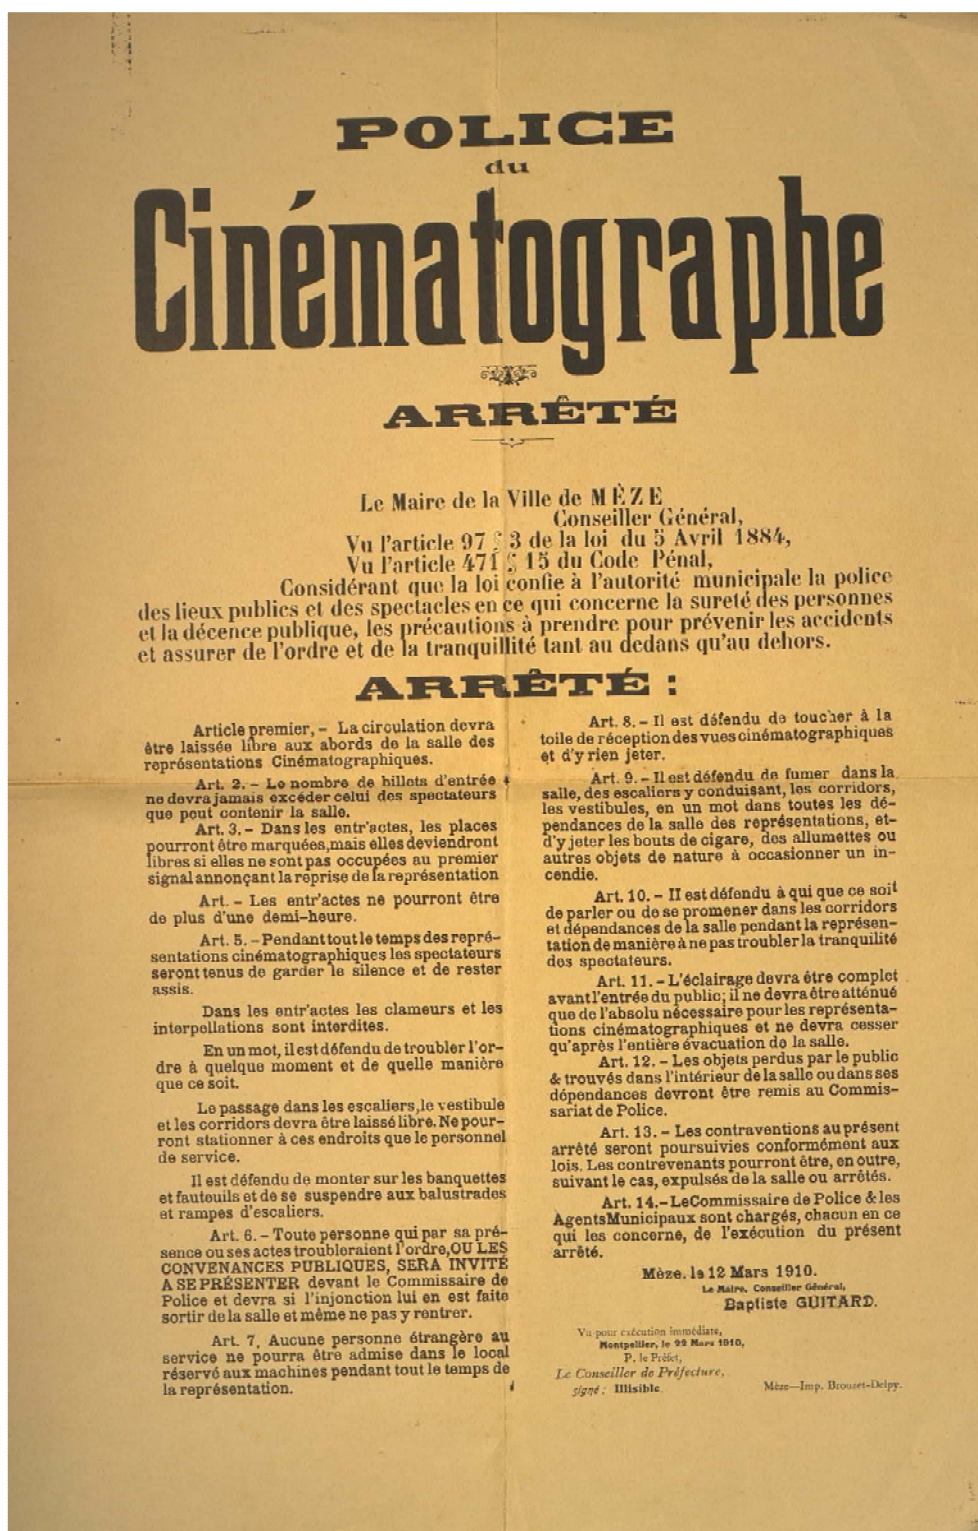 POLICE
du
Cinématographe
ARRÊTÉ
Le Maire de la Ville de MÈZE
Conseiller Général,
Vu l'article 97 § 3 de la loi du 5 Avril 1884,
Vu l'article 471 § 15 du Code Pénal,
Considérant que la loi confie à l'autorité municipale la police
des lieux publics et des spectacles en ce qui concerne la sureté des personnes
et la décence publique, les précautions à prendre pour prévenir les accidents
et assurer de l'ordre et de la tranquillité tant au dedans qu'au dehors.
ARRÊTÉ :
Article premier, - La circulation devra
être laissée libre aux abords de la salle des
représentations Cinématographiques.
Art. 2. - Le nombre de billets d'entrée
ne devra jamais excéder celui des spectateurs
que peut contenir la salle.
Art. 3. - Dans les entr'actes, les places
pourront être marquées, mais elles deviendront
libres si elles ne sont pas occupées au premier
signal annonçant la reprise de la représentation
Art. - Les entr'actes ne pourront être
de plus d'une demi-heure.
Art. 5. - Pendant tout le temps des repré-
sentations cinématographiques les spectateurs
seront tenus de garder le silence et de rester
assis.
Dans les entr'actes les clameurs et les
interpellations sont interdites.
En un mot, il est défendu de troubler l'or-
dre à quelque moment et de quelle manière
que ce soit.
Le passage dans les escaliers, le vestibule
et les corridors devra être laissé libre. Ne pour-
ront stationner à ces endroits que le personnel
de service.
Il est défendu de monter sur les banquettes
et fauteuils et de se suspendre aux balustrades
et rampes d'escaliers.
Art. 6. - Toute personne qui par sa pré-
sence ou ses actes troubleraient l'ordre, OU LES
CONVENANCES PUBLIQUES, SERA INVITÉ
A SE PRÉSENTER devant le Commissaire de
Police et devra si l'injonction lui en est faite
sortir de la salle et même ne pas y rentrer.
Art. 7, Aucune personne étrangère au
service ne pourra être admise dans le local
réservé aux machines pendant tout le temps de
la représentation.
Art. 8. - Il est défendu de toucher à la
toile de réception des vues cinématographiques
et d'y rien jeter.
Art. 9. - Il est défendu de fumer dans la
salle, des escaliers y conduisant, les corridors,
les vestibules, en un mot dans toutes les dé-
pendances de la salle des représentations, et-
d'y jeter les bouts de cigare, des allumettes ou
autres objets de nature à occasionner un in-
cendie.
Art. 10. - Il est défendu à qui que ce soit
de parler ou de se promener dans les corridors
et dépendances de la salle pendant la représen-
tation de manière à ne pas troubler la tranquilité
des spectateurs.
Art. 11. - L'éclairage devra être complet
avant l'entrée du public; il ne devra être atténué
que de l'absolu nécessaire pour les représenta-
tions cinématographiques et ne devra cesser
qu'après l'entière évacuation de la salle.
Art. 12. - Les objets perdus par le public
& trouvés dans l'intérieur de la salle ou dans ses
dépendances devront être remis au Commis-
sariat de Police.
Art. 13. - Les contraventions au présent
arrêté seront poursuivies conformément aux
lois. Les contrevenants pourront être, en outre,
suivant le cas, expulsés de la salle ou arrêtés.
Art. 14. - Le Commissaire de Police & les
Agents Municipaux sont chargés, chacun en ce
qui les concerne, de l'exécution du présent
arrêté.
Mèze, le 12 Mars 1910.
Le Maire, Conseiller Général,
Baptiste GUITARD.
Vu pour exécution immédiate,
Montpellier, le 22 Mars 1910,
P. le Préfet,
Le Conseiller de Préfecture,
signé : Illisible.
Mèze—Imp. Brouzet-Delpy.